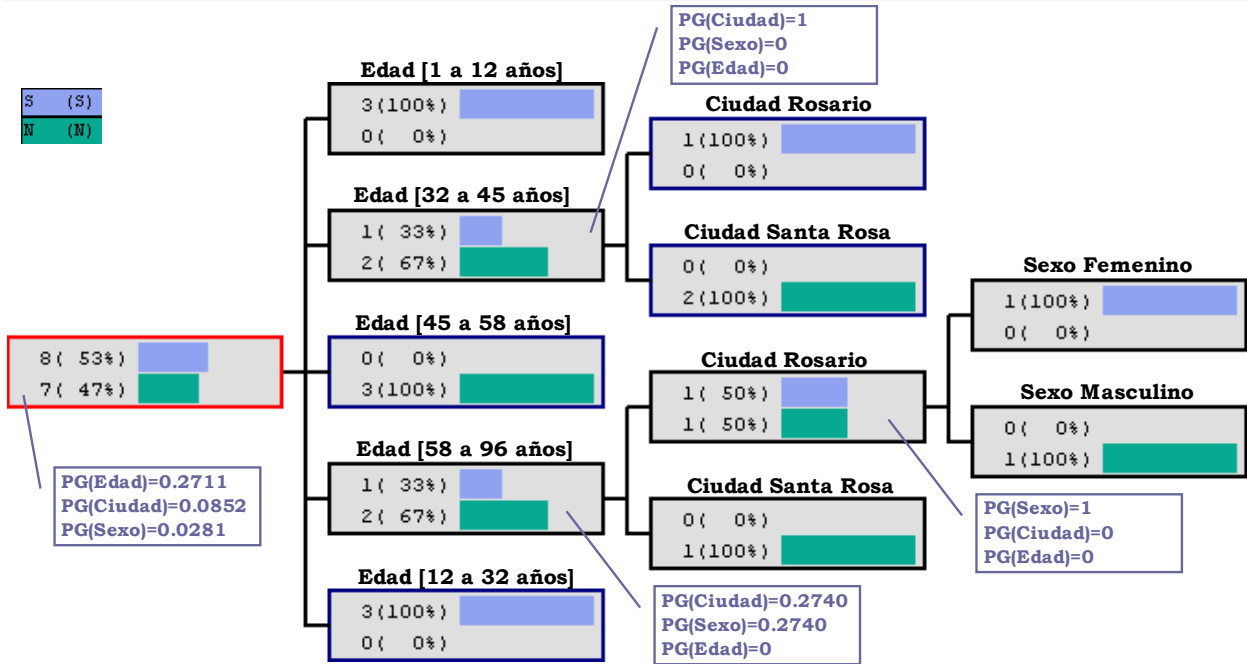 S (S)
N (N)
8( 53%)
7( 47%)
PG(Edad)=0.2711
PG(Ciudad)=0.0852
PG(Sexo)=0.0281
Edad [1 a 12 años]
3(100%)
0( 0%)
Edad [32 a 45 años]
1( 33%)
2( 67%)
PG(Ciudad)=1
PG(Sexo)=0
PG(Edad)=0
Edad [45 a 58 años]
0( 0%)
3(100%)
Edad [58 a 96 años]
1( 33%)
2( 67%)
PG(Ciudad)=0.2740
PG(Sexo)=0.2740
PG(Edad)=0
Edad [12 a 32 años]
3(100%)
0( 0%)
Ciudad Rosario
1(100%)
0( 0%)
Ciudad Santa Rosa
0( 0%)
2(100%)
Ciudad Rosario
1( 50%)
1( 50%)
PG(Sexo)=1
PG(Ciudad)=0
PG(Edad)=0
Ciudad Santa Rosa
0( 0%)
1(100%)
Sexo Femenino
1(100%)
0( 0%)
Sexo Masculino
0( 0%)
1(100%)